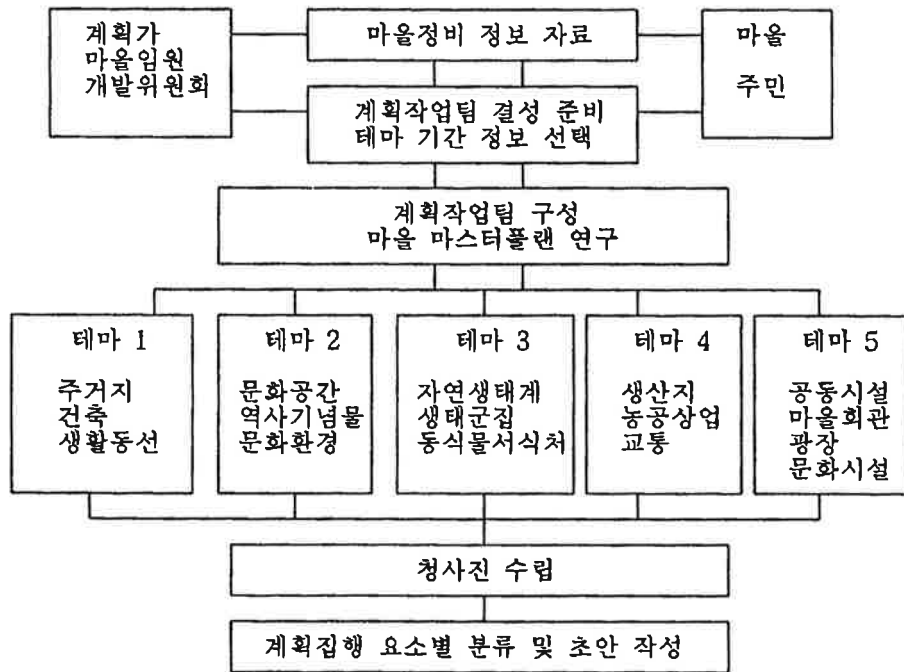 계획가
마을임원
개발위원회
마을정비 정보 자료
마을
주민
계획작업팀 결성 준비
테마 기간 정보 선택
계획작업팀 구성
마을 마스터플랜 연구
테마 1
주거지
건축
생활동선
테마 2
문화공간
역사기념물
문화환경
테마 3
자연생태계
생태군집
동식물서식처
테마 4
생산지
농공상업
교통
테마 5
공동시설
마을회관
광장
문화시설
청사진 수립
계획집행 요소별 분류 및 초안 작성